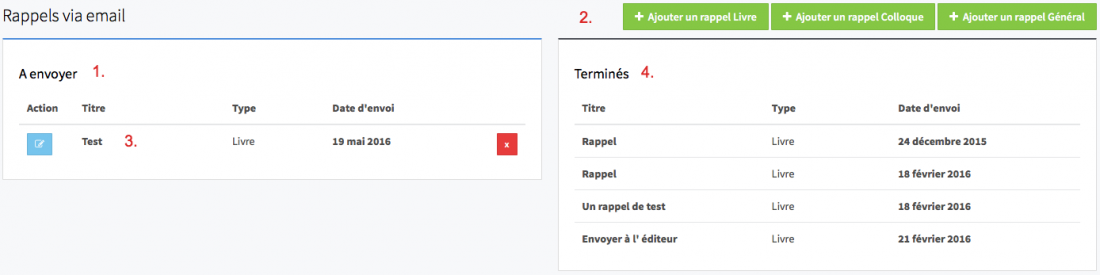 Rappels via email
2. + Ajouter un rappel Livre + Ajouter un rappel Colloque + Ajouter un rappel Général
A envoyer 1.
Action Titre Type Date d'envoi
Test 3. Livre 19 mai 2016 x
Terminés 4.
Titre Type Date d'envoi
Rappel Livre 24 décembre 2015
Rappel Livre 18 février 2016
Un rappel de test Livre 18 février 2016
Envoyer à l' éditeur Livre 21 février 2016